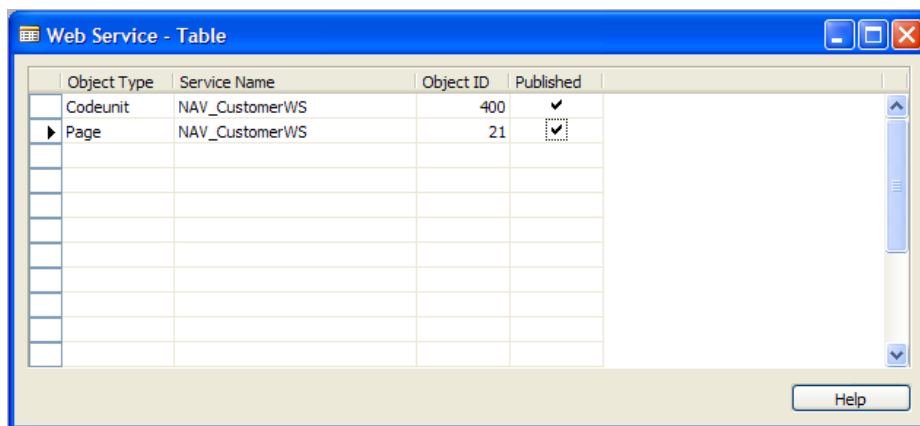 Web Service - Table
Object Type Service Name Object ID Published
Codeunit NAV_CustomerWS 400
Page NAV_CustomerWS 21
Help